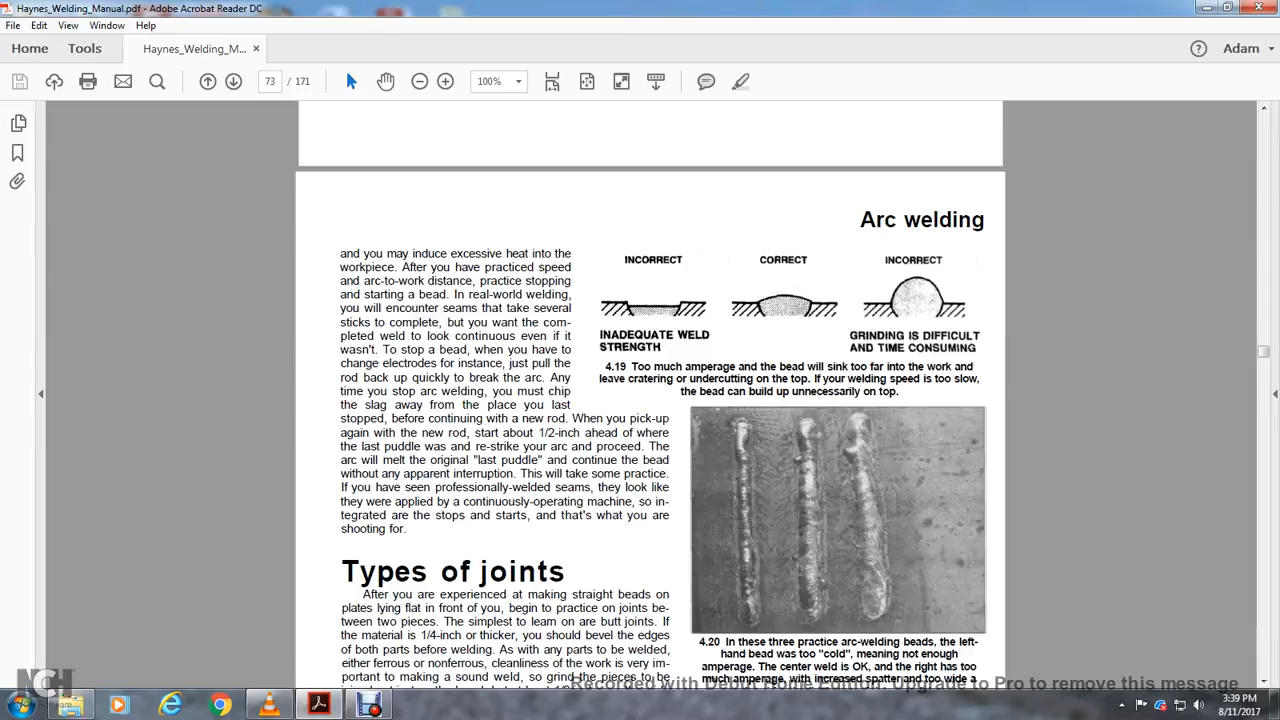 Haynes_Welding_Manual.pdf - Adobe Acrobat Reader DC
File Edit View Window Help
Home Tools Haynes_Welding_M... × Adam
73 / 171 100%
Arc welding
and you may induce excessive heat into the
workpiece. After you have practiced speed
and arc-to-work distance, practice stopping
and starting a bead. In real-world welding,
you will encounter seams that take several
sticks to complete, but you want the com-
pleted weld to look continuous even if it
wasn't. To stop a bead, when you have to
change electrodes for instance, just pull the
rod back up quickly to break the arc. Any
time you stop arc welding, you must chip
the slag away from the place you last
stopped, before continuing with a new rod. When you pick-up
again with the new rod, start about 1/2-inch ahead of where
the last puddle was and re-strike your arc and proceed. The
arc will melt the original "last puddle" and continue the bead
without any apparent interruption. This will take some practice.
If you have seen professionally-welded seams, they look like
they were applied by a continuously-operating machine, so in-
tegrated are the stops and starts, and that's what you are
shooting for.
Types of joints
After you are experienced at making straight beads on
plates lying flat in front of you, begin to practice on joints be-
tween two pieces. The simplest to learn on are butt joints. If
the material is 1/4-inch or thicker, you should bevel the edges
of both parts before welding. As with any parts to be welded,
either ferrous or nonferrous, cleanliness of the work is very im-
portant to making a sound weld, so grind the pieces to be
INCORRECT CORRECT INCORRECT
INADEQUATE WELD
STRENGTH
GRINDING IS DIFFICULT
AND TIME CONSUMING
4.19 Too much amperage and the bead will sink too far into the work and
leave cratering or undercutting on the top. If your welding speed is too slow,
the bead can build up unnecessarily on top.
4.20 In these three practice arc-welding beads, the left-
hand bead was too "cold", meaning not enough
amperage. The center weld is OK, and the right has too
much amperage, with increased spatter and too wide a
Recorded with Debut Home Edition. Upgrade to Pro to remove this message
NCH
3:39 PM
8/11/2017